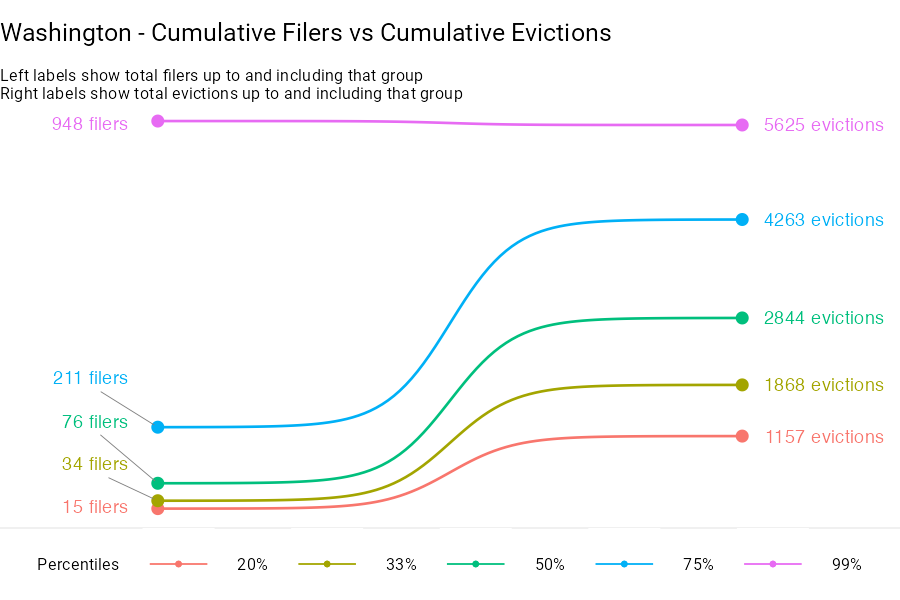 Washington - Cumulative Filers vs Cumulative Evictions
Left labels show total filers up to and including that group
Right labels show total evictions up to and including that group
948 filers
5625 evictions
4263 evictions
2844 evictions
211 filers
1868 evictions
76 filers
1157 evictions
34 filers
15 filers
Percentiles 20% 33% 50% 75% 99%